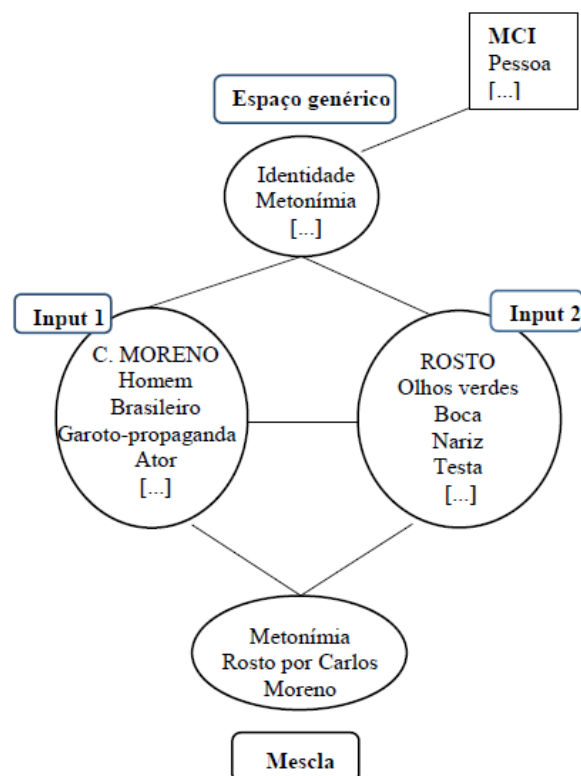 MCI
Pessoa
[...]
Espaço genérico
Identidade
Metonímia
[...]
Input 1
C. MORENO
Homem
Brasileiro
Garoto-propaganda
Ator
[...]
Input 2
ROSTO
Olhos verdes
Boca
Nariz
Testa
[...]
Metonímia
Rosto por Carlos
Moreno
Mescla